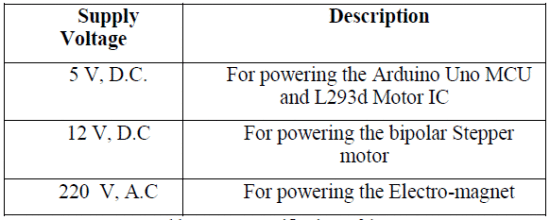 Supply Description
Voltage
5 V, D.C. For powering the Arduino Uno MCU
and L293d Motor IC
12 V, D.C For powering the bipolar Stepper
motor
220 V, A.C For powering the Electro-magnet